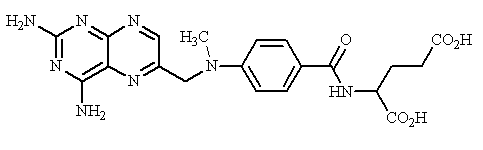 H₂N N N
H₃C O CO₂H
N N N
N HN
NH₂ CO₂H